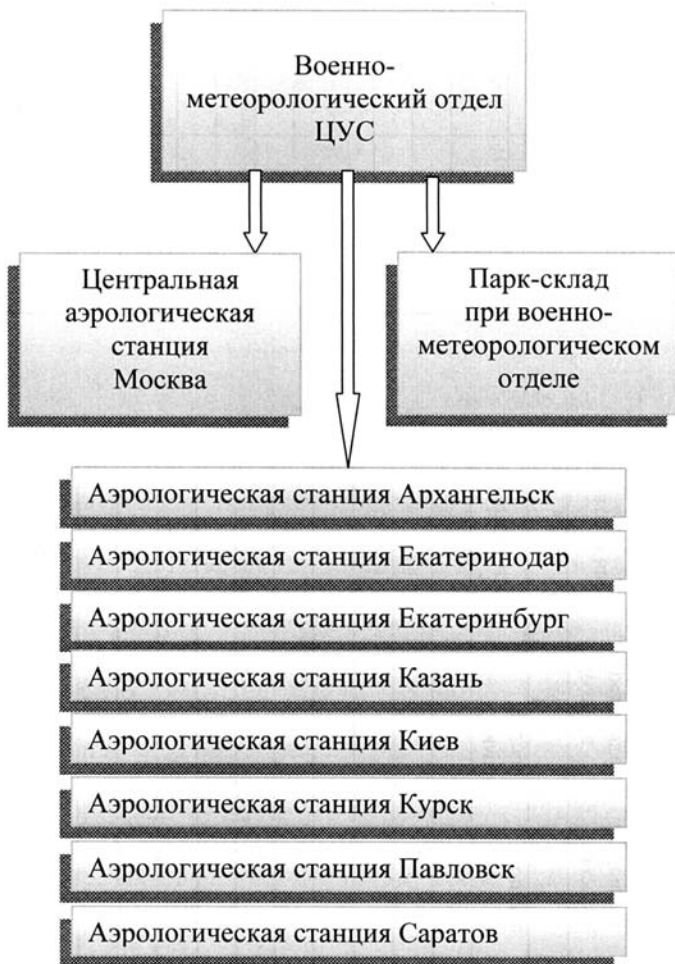 Военно-
метеорологический отдел
ЦУС
Центральная
аэрологическая
станция
Москва
Парк-склад
при военно-
метеорологическом
отделе
Аэрологическая станция Архангельск
Аэрологическая станция Екатеринодар
Аэрологическая станция Екатеринбург
Аэрологическая станция Казань
Аэрологическая станция Киев
Аэрологическая станция Курск
Аэрологическая станция Павловск
Аэрологическая станция Саратов